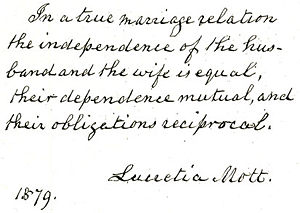 In a true marriage relation
the independence of the hus-
band and the wife is equal,
their dependence mutual, and
their obligations reciprocal.
Lucretia Mott.
1879.